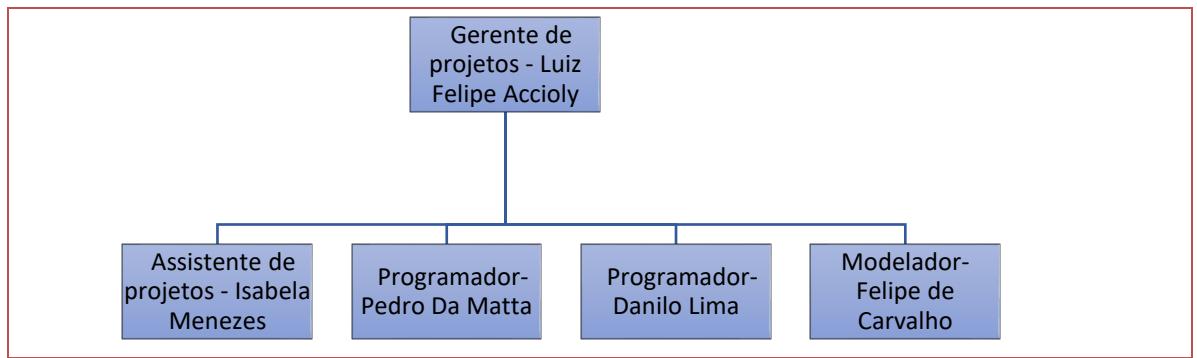 Gerente de
projetos - Luiz
Felipe Accioly
Assistente de
projetos - Isabela
Menezes
Programador-
Pedro Da Matta
Programador-
Danilo Lima
Modelador-
Felipe de
Carvalho